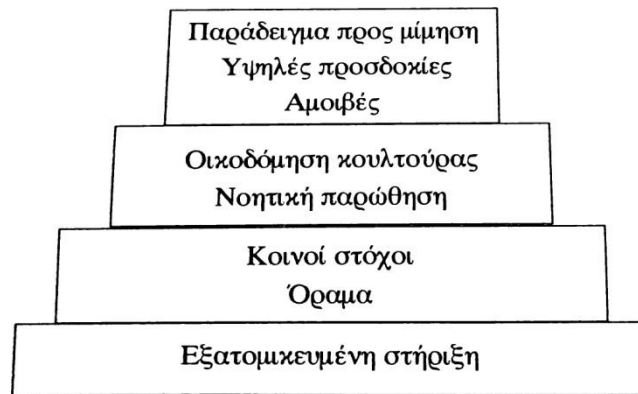 Παράδειγμα προς μίμηση
Υψηλές προσδοκίες
Αμοιβές
Οικοδόμηση κουλτούρας
Νοητική παρώθηση
Κοινοί στόχοι
Όραμα
Εξατομικευμένη στήριξη